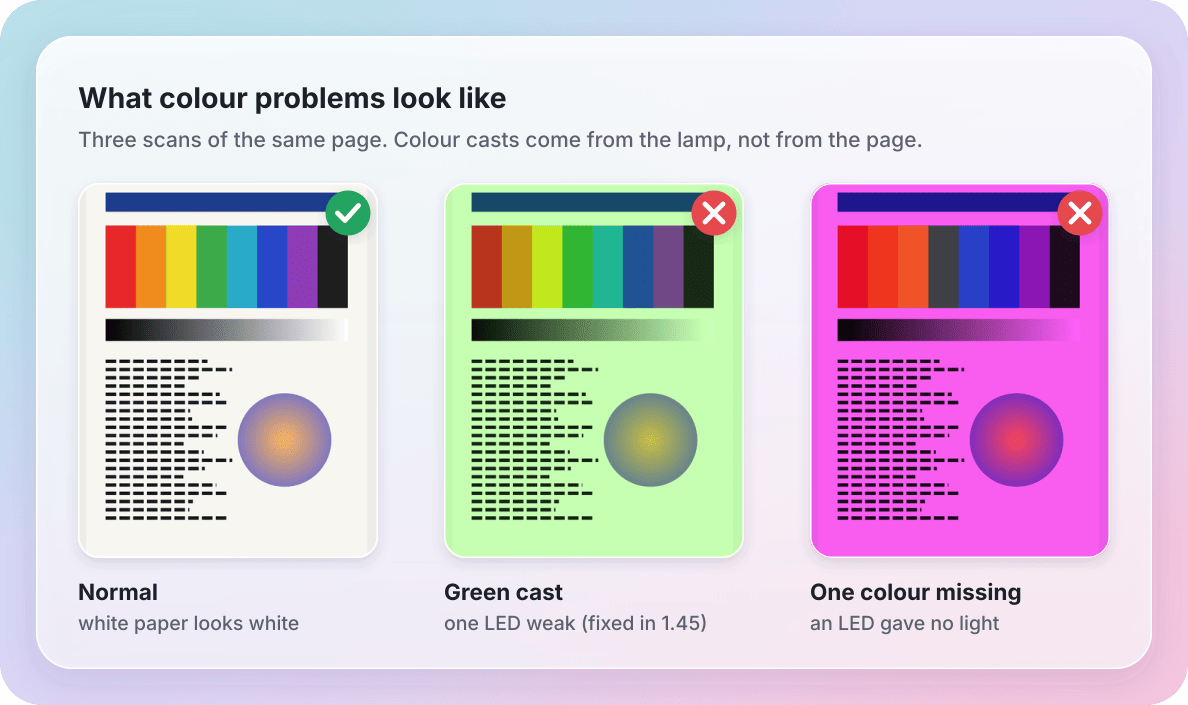 What colour problems look like
Three scans of the same page. Colour casts come from the lamp, not from the page.
Normal
white paper looks white
Green cast
one LED weak (fixed in 1.45)
One colour missing
an LED gave no light